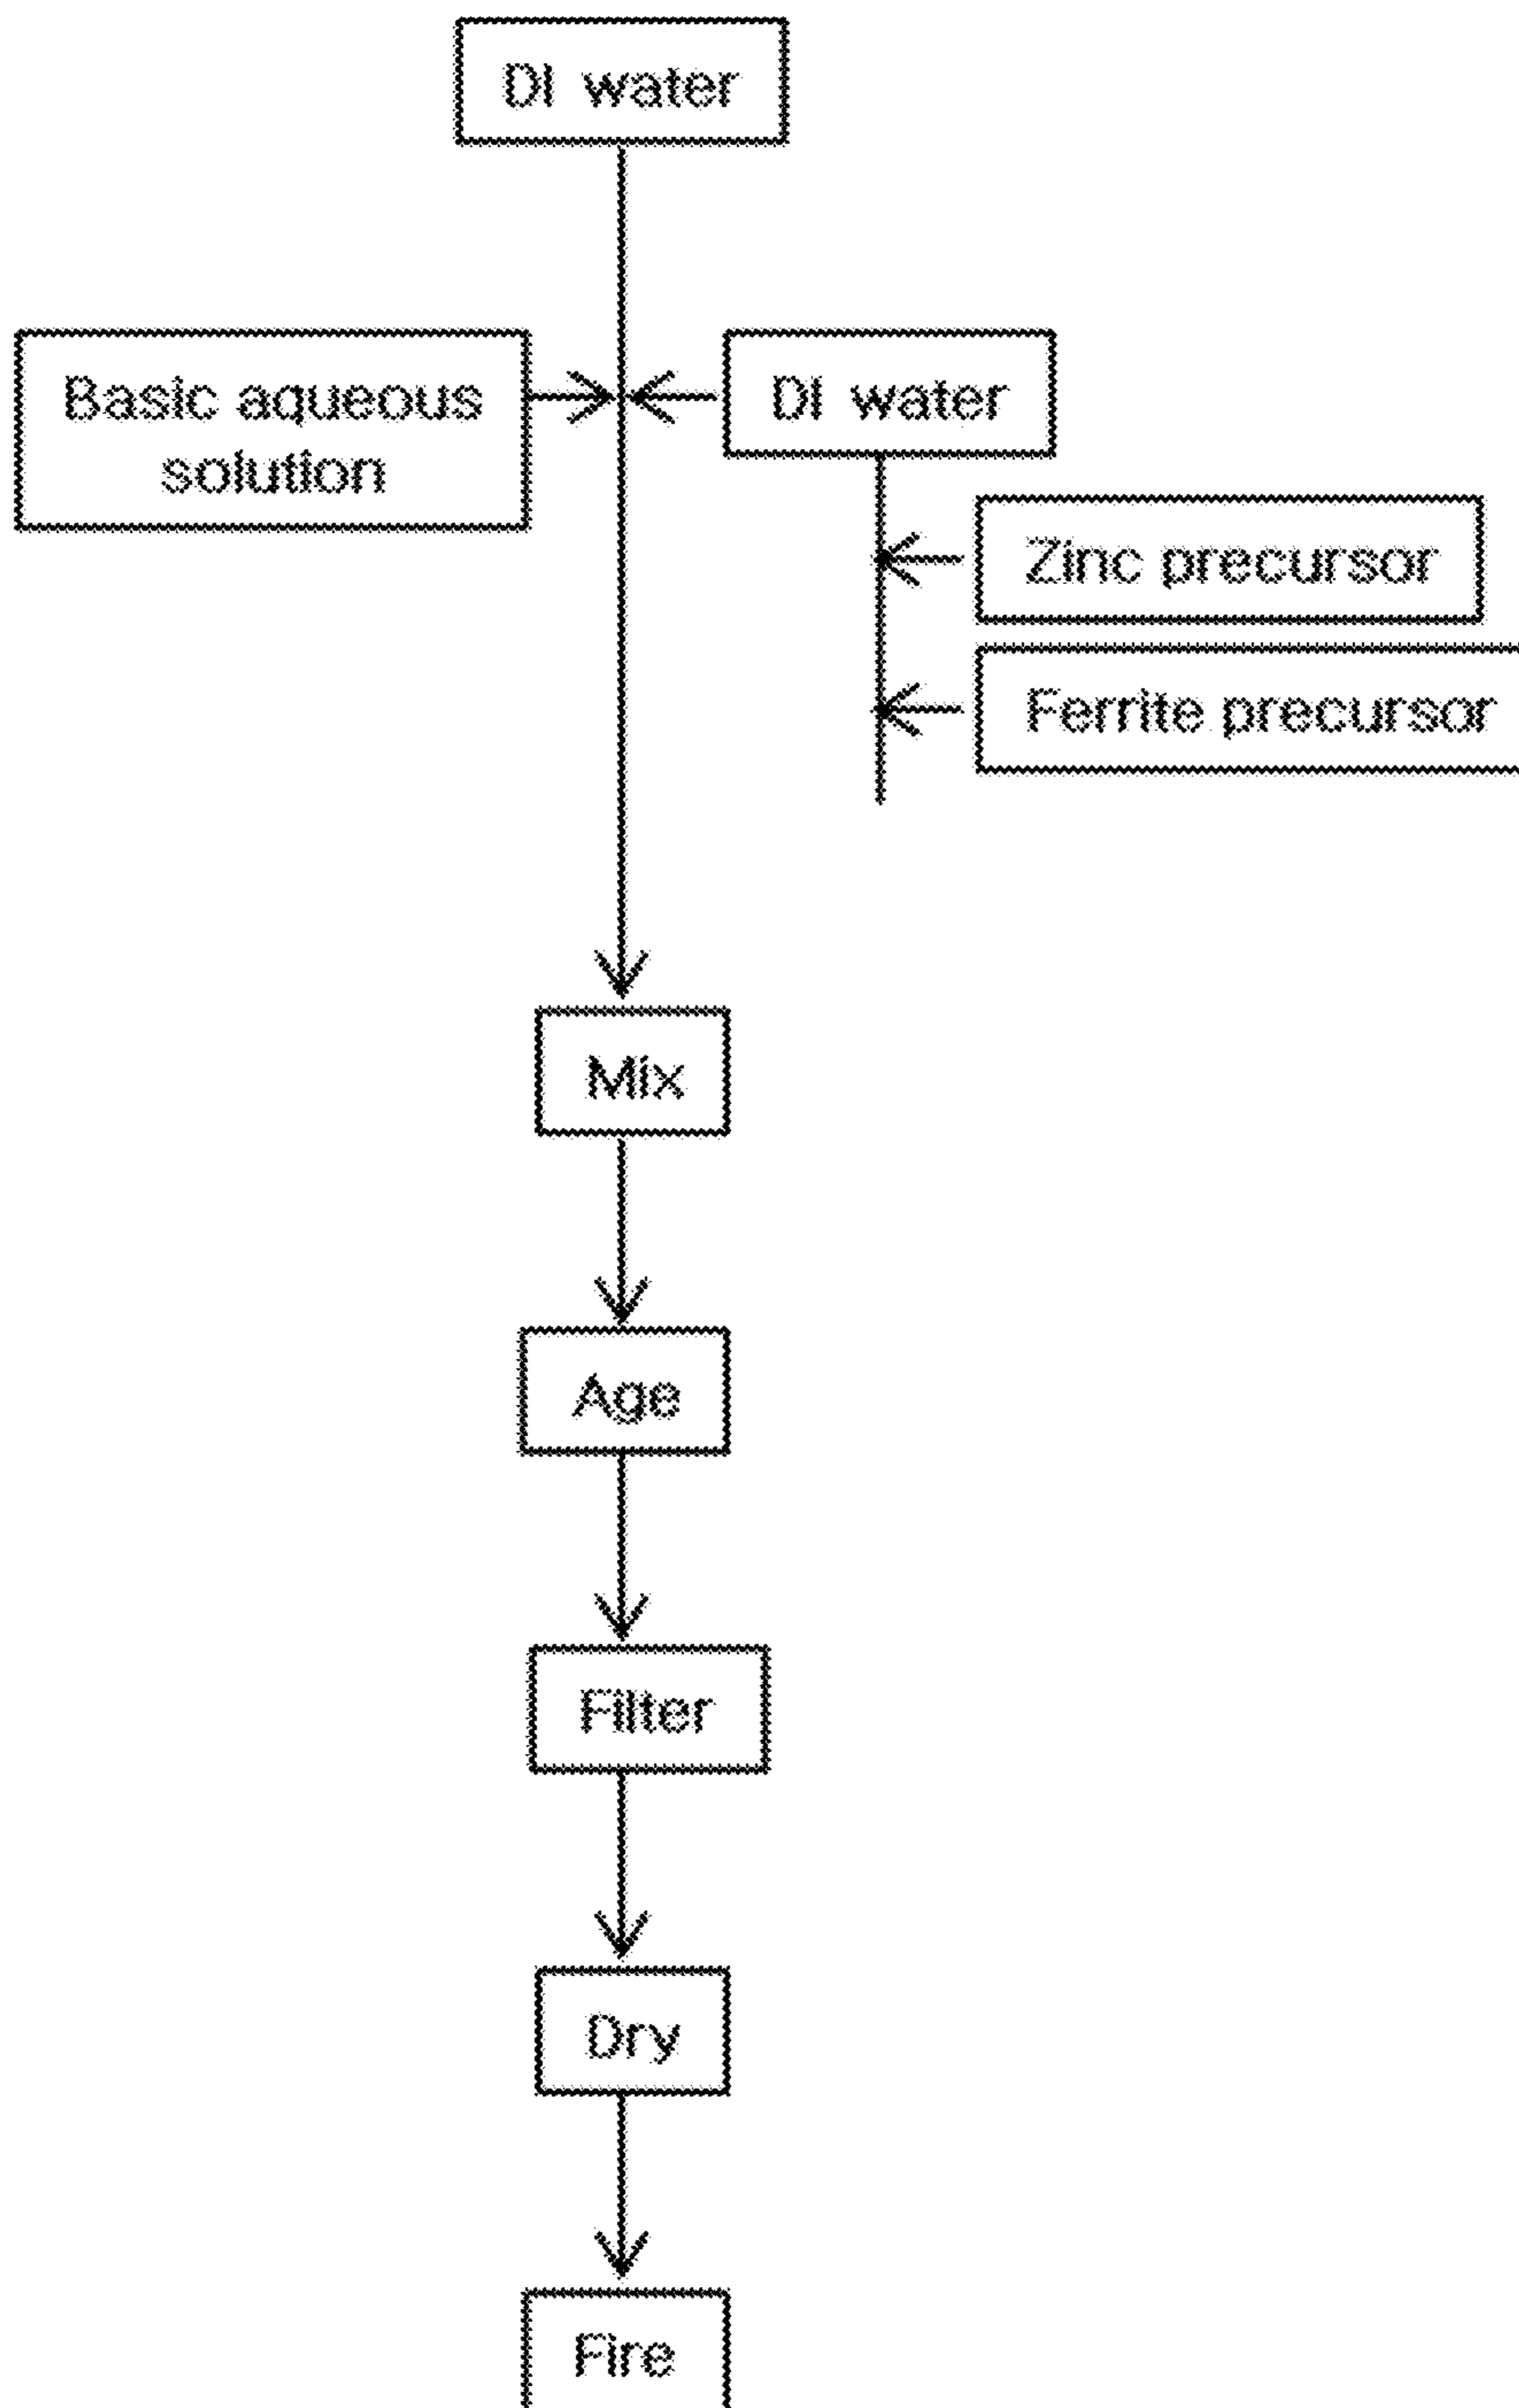 DI water
Basic aqueous
solution
DI water
Zinc precursor
Ferrite precursor
Mix
Age
Filter
Dry
Fire